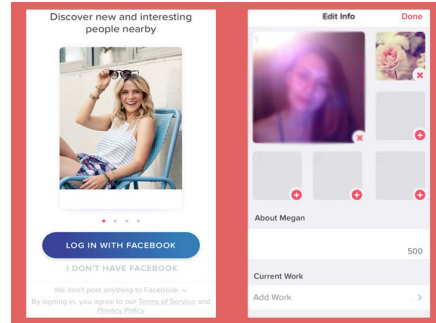 Discover new and interesting
people nearby
LOG IN WITH FACEBOOK
I DON'T HAVE FACEBOOK
We don't post anything to Facebook.
By signing in, you agree to our Terms of Service and
Privacy Policy
Edit Info
Done
About Megan
500
Current Work
Add Work